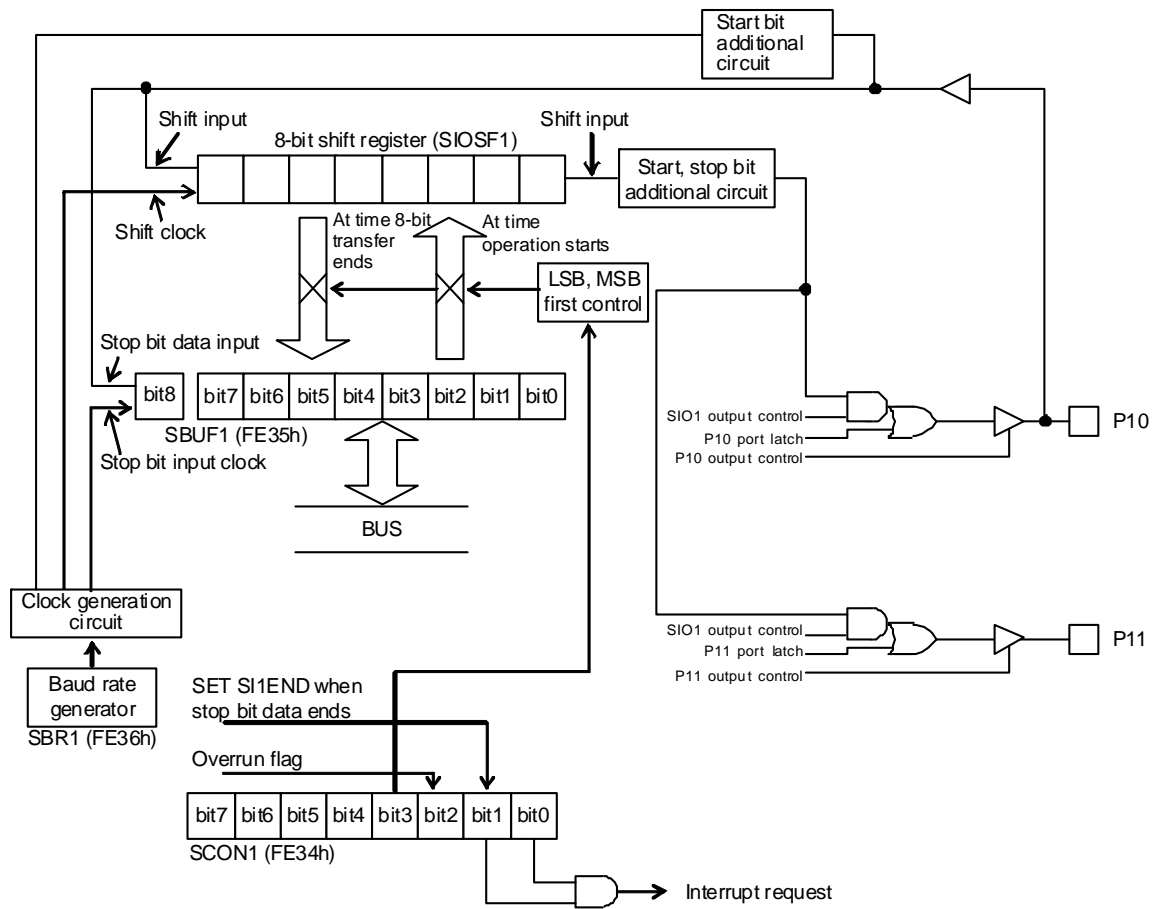 Start bit
additional
circuit
Shift input
8-bit shift register (SIOSF1)
Shift input
Start, stop bit
additional circuit
Shift clock
At time 8-bit
transfer
ends
At time
operation starts
LSB, MSB
first control
Stop bit data input
bit8 bit7 bit6 bit5 bit4 bit3 bit2 bit1 bit0
SBUF1 (FE35h)
Stop bit input clock
BUS
SIO1 output control
P10 port latch
P10 output control
P10
Clock generation
circuit
Baud rate
generator
SBR1 (FE36h)
SIO1 output control
P11 port latch
P11 output control
P11
SET SI1END when
stop bit data ends
Overrun flag
bit7 bit6 bit5 bit4 bit3 bit2 bit1 bit0
SCON1 (FE34h)
Interrupt request